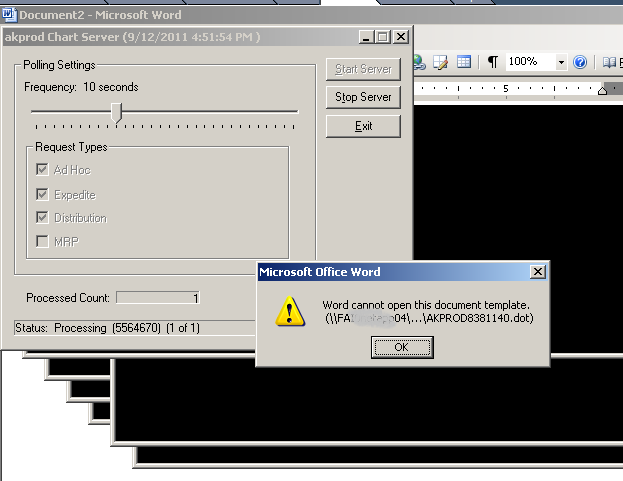 Document2 - Microsoft Word
akprod Chart Server (9/12/2011 4:51:54 PM )
Polling Settings
Frequency: 10 seconds
Start Server
Stop Server
Exit
100%
5
Request Types
Ad Hoc
Expedite
Distribution
MRP
Processed Count: 1
Status: Processing (5564670) (1 of 1)
Microsoft Office Word
Word cannot open this document template.
(\\FA 04\...\AKPROD8381140.dot)
OK